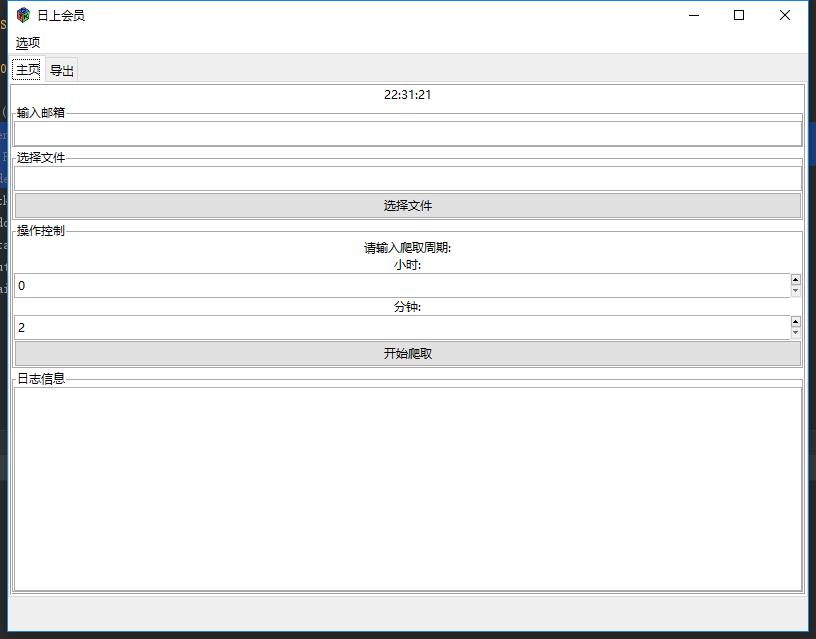 日上会员
选项
主页 导出
22:31:21
输入邮箱
选择文件
选择文件
操作控制
请输入爬取周期:
小时:
0
分钟:
2
开始爬取
日志信息